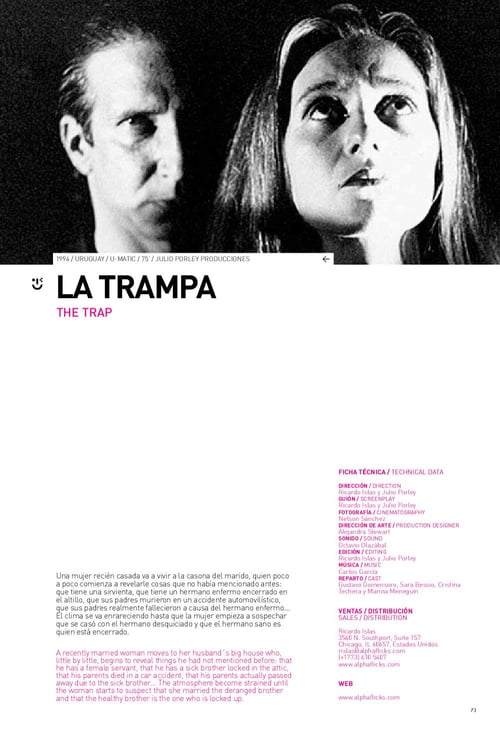 1994 / URUGUAY / U-MATIC / 75´ / JULIO PORLEY PRODUCCIONES
LA TRAMPA
THE TRAP
FICHA TÉCNICA / TECHNICAL DATA
DIRECCIÓN / DIRECTION
Ricardo Islas y Julio Porley
GUIÓN / SCREENPLAY
Ricardo Islas y Julio Porley
FOTOGRAFÍA / CINEMATOGRAPHY
Nelson Sánchez
DIRECCIÓN DE ARTE / PRODUCTION DESIGNER
Alejandra Stewart
SONIDO / SOUND
Octavio Olazábal
EDICIÓN / EDITING
Ricardo Islas y Julio Porley
MÚSICA / MUSIC
Carlos García
REPARTO / CAST
Gustavo Goinensoro, Sara Bessio, Cristina
Techera y Marina Meneguin
VENTAS / DISTRIBUCIÓN
SALES / DISTRIBUTION
Ricardo Islas
3540 N. Southport, Suite 157
Chicago, IL 60657, Estados Unidos
rislas@alphaflicks.com
(+1773) 610 5407
www.alphaflicks.com
WEB
www.alphaflicks.com
Una mujer recién casada va a vivir a la casona del marido, quien poco
a poco comienza a revelarle cosas que no había mencionado antes:
que tiene una sirvienta, que tiene un hermano enfermo encerrado en
el altillo, que sus padres murieron en un accidente automovilístico,
que sus padres realmente fallecieron a causa del hermano enfermo...
El clima se va enrareciendo hasta que la mujer empieza a sospechar
que se casó con el hermano desquiciado y que el hermano sano es
quien está encerrado.
A recently married woman moves to her husband´s big house who,
little by little, begins to reveal things he had not mentioned before: that
he has a female servant, that he has a sick brother locked in the attic,
that his parents died in a car accident, that his parents actually passed
away due to the sick brother... The atmosphere become strained until
the woman starts to suspect that she married the deranged brother
and that the healthy brother is the one who is locked up.
73